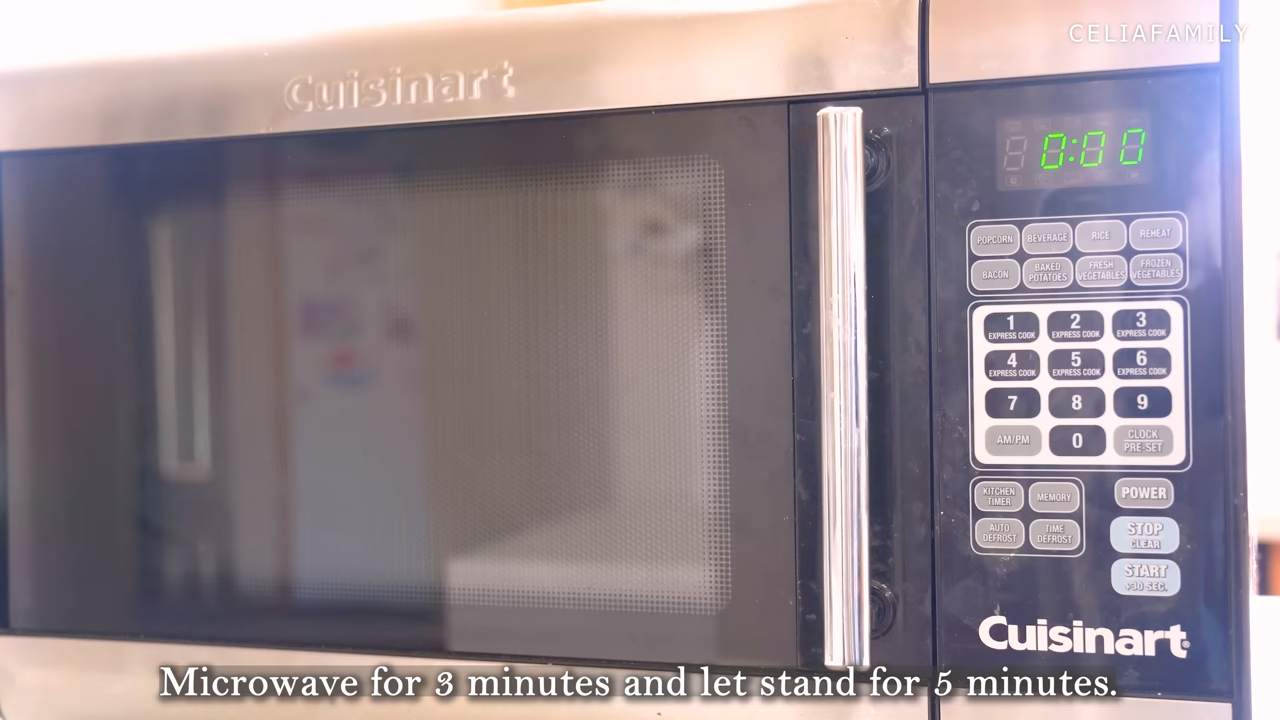 CELIAFAMILY
Cuisinart
0:00
POPCORN
BEVERAGE
RICE
REHEAT
BACON
BAKED POTATOES
FRESH VEGETABLES
FROZEN VEGETABLES
1 EXPRESS COOK
2 EXPRESS COOK
3 EXPRESS COOK
4 EXPRESS COOK
5 EXPRESS COOK
6 EXPRESS COOK
7
8
9
AM/PM
0
CLOCK PRE-SET
KITCHEN TIMER
MEMORY
POWER
AUTO DEFROST
TIME DEFROST
STOP CLEAR
START +30 SEC.
Cuisinart
Microwave for 3 minutes and let stand for 5 minutes.